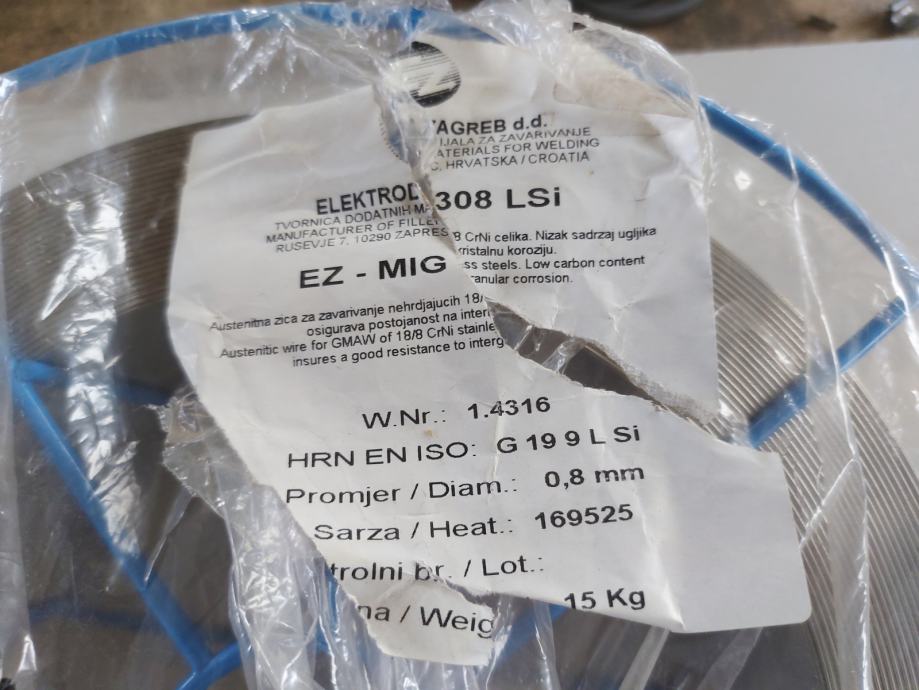 ZAGREB d.d.
ELEKTROD
IJALA ZA ZAVARIVANJE
TVORNICA DODATNIH
ATERIALS FOR WELDING
MANUFACTURER OF FILLE
HRVATSKA / CROATIA
RUSEVJE 7, 10290 ZAPRES
EZ - MIG 308 LSi
Austenitna zica za zavarivanje nehrdjajucih 18/8 CrNi celika. Nizak sadrzaj ugljika
osigurava postojanost na inter ristalnu koroziju.
Austenitic wire for GMAW of 18/8 CrNi stainle ss steels. Low carbon content
insures a good resistance to interg ranular corrosion.
W.Nr.: 1.4316
HRN EN ISO: G 19 9 L Si
Promjer / Diam.: 0,8 mm
Sarza / Heat.: 169525
trolni br. / Lot.:
na / Weig 15 Kg